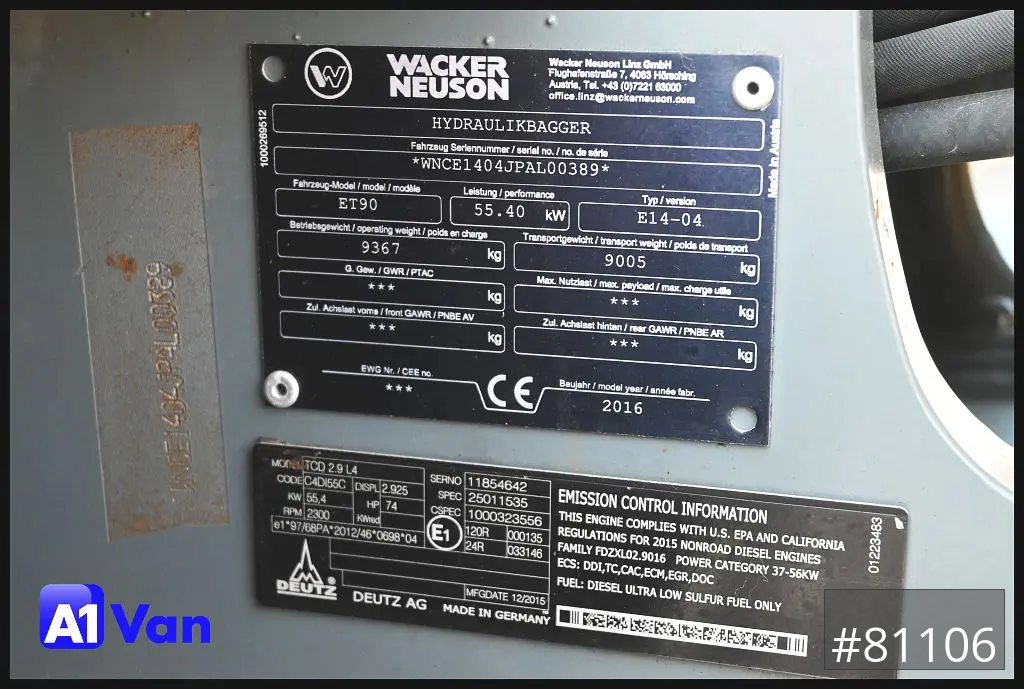 WACKER
NEUSON
Wacker Neuson Linz GmbH
Flughafenstraße 7, 4063 Hörsching
Austria, Tel. +43 (0)7221 63000
office.linz@wackerneuson.com
1000269512
Made in Austria
HYDRAULIKBAGGER
Fahrzeug Seriennummer / serial no. / no. de série
*WNCE1404JPAL00389*
Fahrzeug-Model / model / modèle
ET90
Leistung / performance
55.40 kW
Typ / version
E14-04
Betriebsgewicht / operating weight / poids en charge
9367 kg
Transportgewicht / transport weight / poids de transport
9005 kg
G. Gew. / GWR / PTAC
*** kg
Max. Nutzlast / max. payload / max. charge utile
*** kg
Zul. Achslast vorne / front GAWR / PNBE AV
*** kg
Zul. Achslast hinten / rear GAWR / PNBE AR
*** kg
EWG Nr. / CEE no.
***
CE
Baujahr / model year / année fabr.
2016
MODEL TCD 2.9 L4
CODE C4DI55C DISPL 2.925
KW 55,4 HP 74
RPM 2300 KWred
e1*97/68PA*2012/46*0698*04
SERNO 11854642
SPEC 25011535
CSPEC 1000323556
E1 120R 000135
24R 033146
MFGDATE 12/2015
DEUTZ®
DEUTZ AG MADE IN GERMANY
EMISSION CONTROL INFORMATION
THIS ENGINE COMPLIES WITH U.S. EPA AND CALIFORNIA
REGULATIONS FOR 2015 NONROAD DIESEL ENGINES
FAMILY FDZXL02.9016 POWER CATEGORY 37-56KW
ECS: DDI,TC,CAC,ECM,EGR,DOC
FUEL: DIESEL ULTRA LOW SULFUR FUEL ONLY
01223483
A1 Van
#81106